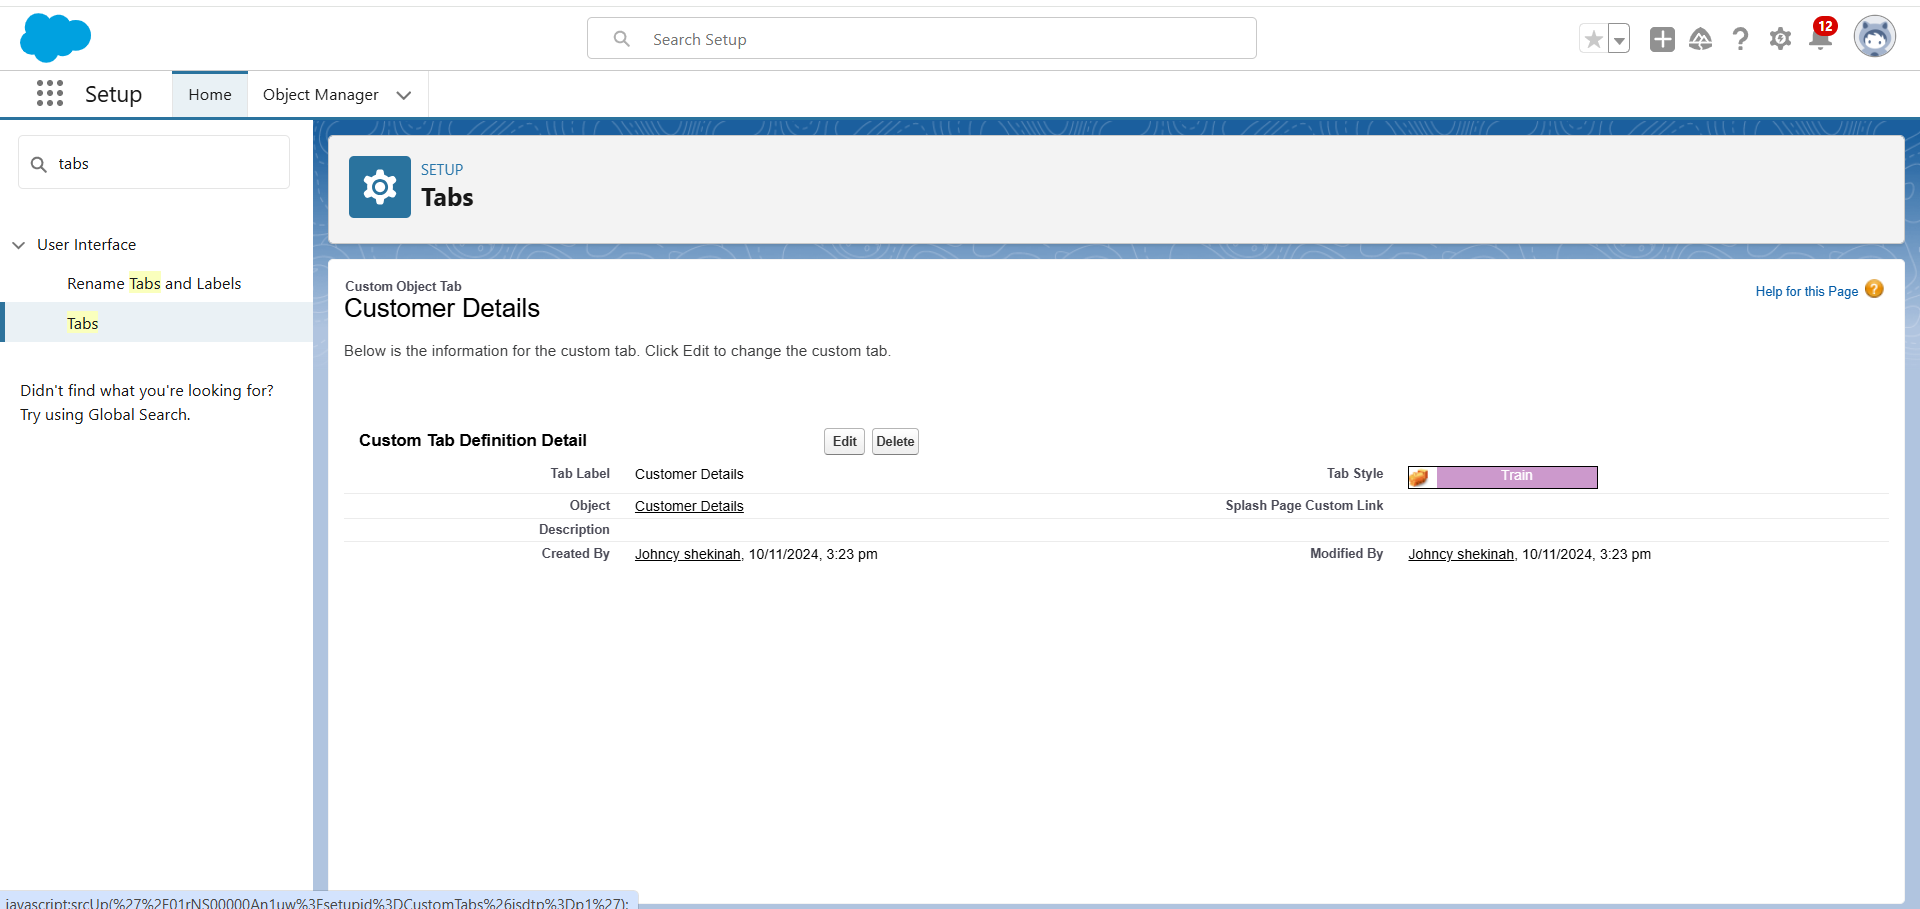 Search Setup
12
Setup
Home
Object Manager
tabs
User Interface
Rename Tabs and Labels
Tabs
Didn't find what you're looking for?
Try using Global Search.
SETUP
Tabs
Custom Object Tab
Customer Details
Help for this Page ?
Below is the information for the custom tab. Click Edit to change the custom tab.
Custom Tab Definition Detail
Edit
Delete
Tab Label Customer Details Tab Style Train
Object Customer Details Splash Page Custom Link
Description
Created By Johncy shekinah, 10/11/2024, 3:23 pm Modified By Johncy shekinah, 10/11/2024, 3:23 pm
javascript:srcUp(%27%2F01rNS00000An1uw%3Fsetupid%3DCustomTabs%26isdtp%3Dp1%27);